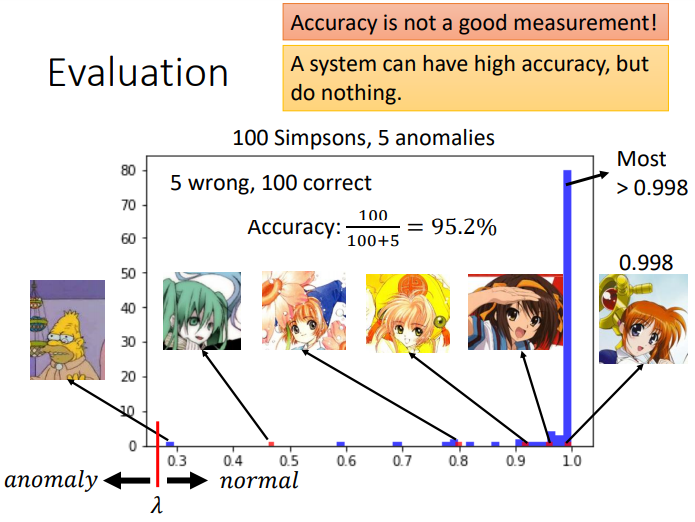 Accuracy is not a good measurement!
Evaluation
A system can have high accuracy, but
do nothing.
100 Simpsons, 5 anomalies
5 wrong, 100 correct
Accuracy: 100/(100+5) = 95.2%
Most
> 0.998
0.998
80
70
60
50
40
30
20
10
0
0.3 0.4 0.5 0.6 0.7 0.8 0.9 1.0
anomaly normal
λ